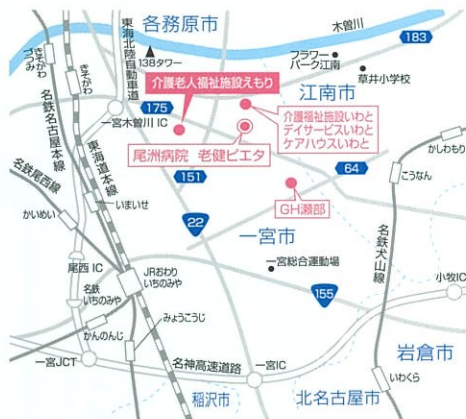 各務原市
木曽川
183
138タワー
フラワー
パーク江南
草井小学校
東海北陸自動車道
きそがわ
づつみ
きそがわ
介護老人福祉施設えもり
江南市
175
一宮木曽川 IC
介護福祉施設いわと
デイサービスいわと
ケアハウスいわと
尾洲病院 老健ピエタ
名鉄名古屋本線
東海道本線
名鉄尾西線
151
64
かしわもり
こうなん
GH瀬部
いまいせ
かいめい
22
一宮市
名鉄犬山線
尾西 IC
JRおわり
いちのみや
一宮総合運動場
名鉄
いちのみや
155
小牧IC
かんのんじ
みょうこうじ
一宮JCT
名神高速道路
一宮IC
岩倉市
いわくら
稲沢市
北名古屋市